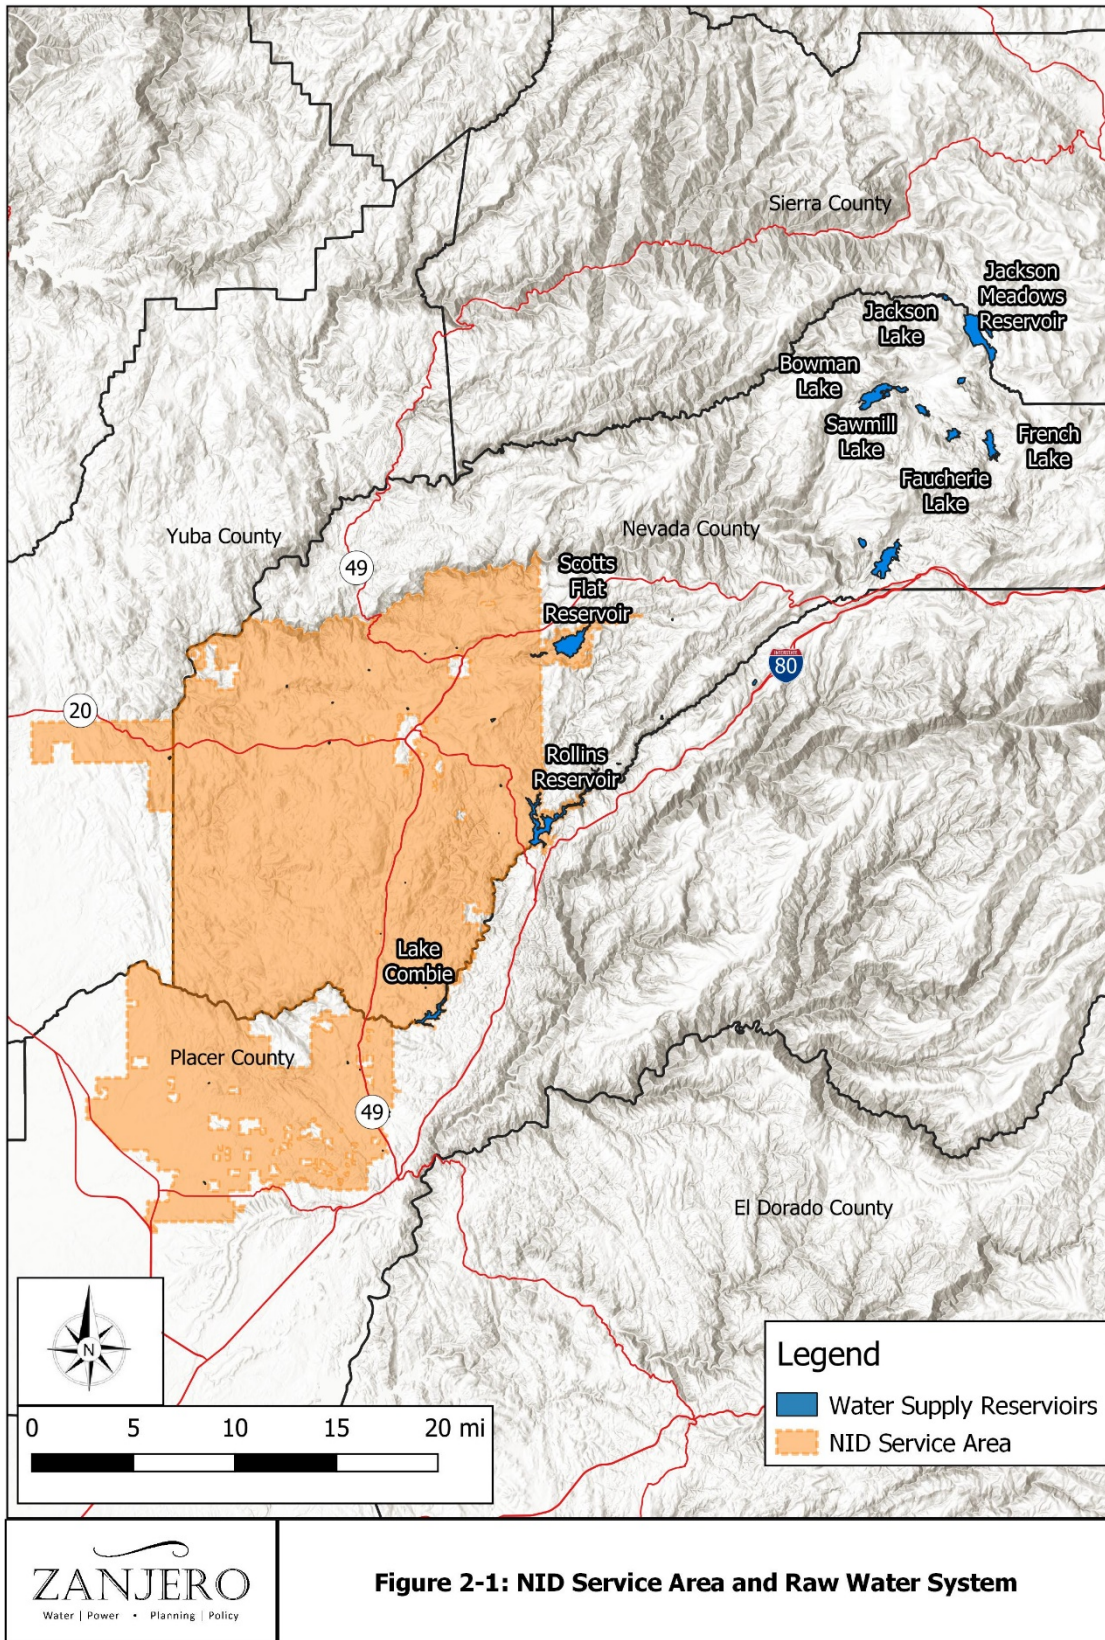 Sierra County
Jackson
Meadows
Reservoir
Jackson
Lake
Bowman
Lake
Sawmill
Lake
French
Lake
Faucherie
Lake
Yuba County
Nevada County
49
Scotts
Flat
Reservoir
INTERSTATE
80
20
Rollins
Reservoir
Lake
Combie
Placer County
49
El Dorado County
N
0 5 10 15 20 mi
Legend
Water Supply Reservioirs
NID Service Area
ZANJERO
Water | Power • Planning | Policy
Figure 2-1: NID Service Area and Raw Water System